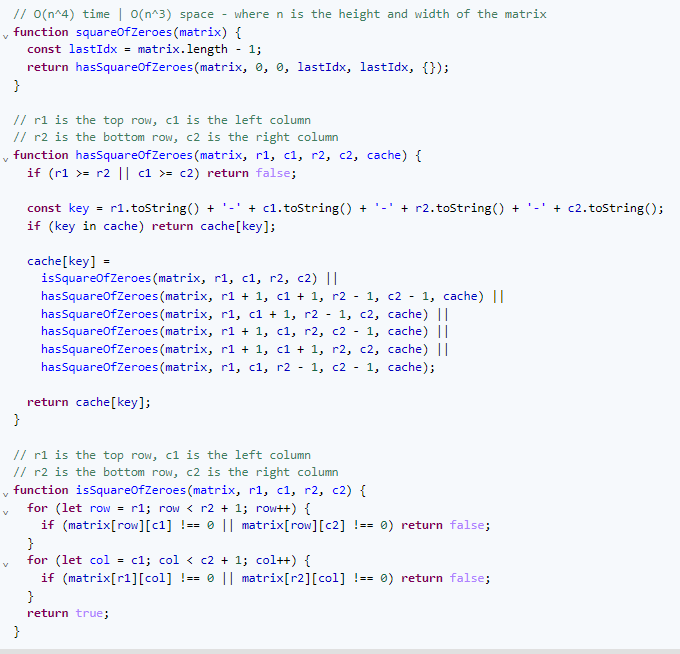 // O(n^4) time | O(n^3) space - where n is the height and width of the matrix
function squareOfZeroes(matrix) {
  const lastIdx = matrix.length - 1;
  return hasSquareOfZeroes(matrix, 0, 0, lastIdx, lastIdx, {});
}

// r1 is the top row, c1 is the left column
// r2 is the bottom row, c2 is the right column
function hasSquareOfZeroes(matrix, r1, c1, r2, c2, cache) {
  if (r1 >= r2 || c1 >= c2) return false;

  const key = r1.toString() + '-' + c1.toString() + '-' + r2.toString() + '-' + c2.toString();
  if (key in cache) return cache[key];

  cache[key] =
    isSquareOfZeroes(matrix, r1, c1, r2, c2) ||
    hasSquareOfZeroes(matrix, r1 + 1, c1 + 1, r2 - 1, c2 - 1, cache) ||
    hasSquareOfZeroes(matrix, r1, c1 + 1, r2 - 1, c2, cache) ||
    hasSquareOfZeroes(matrix, r1 + 1, c1, r2, c2 - 1, cache) ||
    hasSquareOfZeroes(matrix, r1 + 1, c1 + 1, r2, c2, cache) ||
    hasSquareOfZeroes(matrix, r1, c1, r2 - 1, c2 - 1, cache);

  return cache[key];
}

// r1 is the top row, c1 is the left column
// r2 is the bottom row, c2 is the right column
function isSquareOfZeroes(matrix, r1, c1, r2, c2) {
  for (let row = r1; row < r2 + 1; row++) {
    if (matrix[row][c1] !== 0 || matrix[row][c2] !== 0) return false;
  }
  for (let col = c1; col < c2 + 1; col++) {
    if (matrix[r1][col] !== 0 || matrix[r2][col] !== 0) return false;
  }
  return true;
}